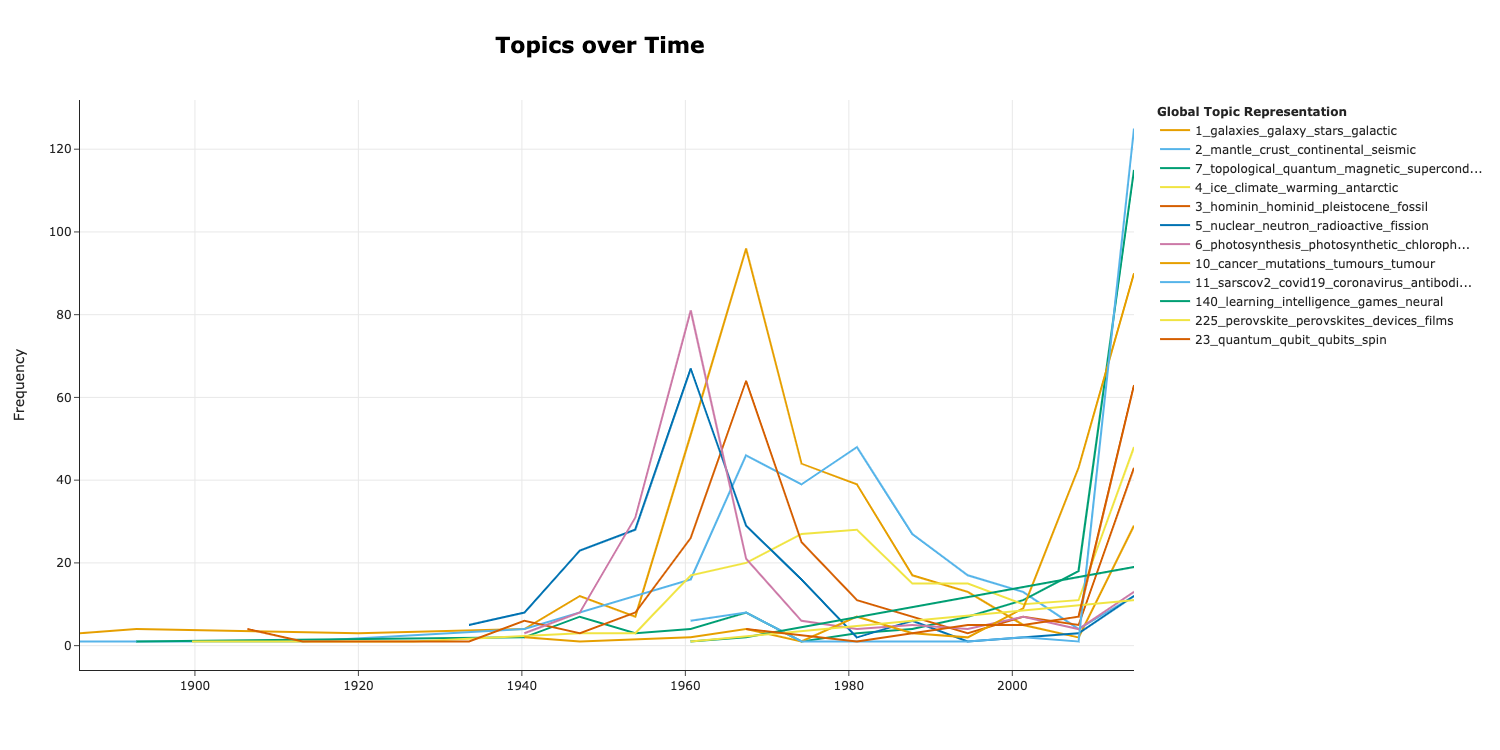 Topics over Time
Global Topic Representation
1_galaxies_galaxy_stars_galactic
2_mantle_crust_continental_seismic
7_topological_quantum_magnetic_supercond...
4_ice_climate_warming_antarctic
3_hominin_hominid_pleistocene_fossil
5_nuclear_neutron_radioactive_fission
6_photosynthesis_photosynthetic_chloroph...
10_cancer_mutations_tumours_tumour
11_sarscov2_covid19_coronavirus_antibodi...
140_learning_intelligence_games_neural
225_perovskite_perovskites_devices_films
23_quantum_qubit_qubits_spin
Frequency
120
100
80
60
40
20
0
1900 1920 1940 1960 1980 2000